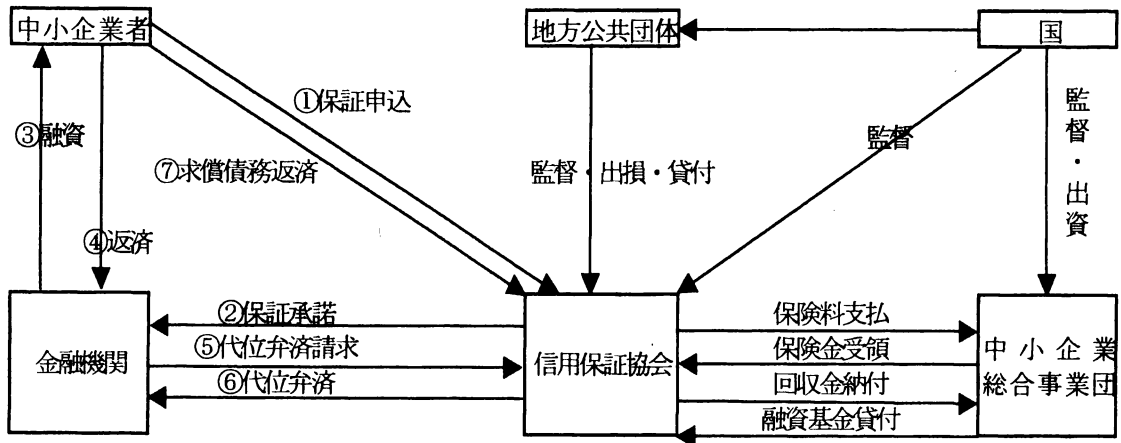 中小企業者
地方公共団体
国
①保証申込
③融資
監督
監督・出資
⑦求償債務返済
監督・出損・貸付
④返済
②保証承諾
保険料支払
⑤代位弁済請求
保険金受領
金融機関
信用保証協会
中小企業
総合事業団
⑥代位弁済
回収金納付
融資基金貸付